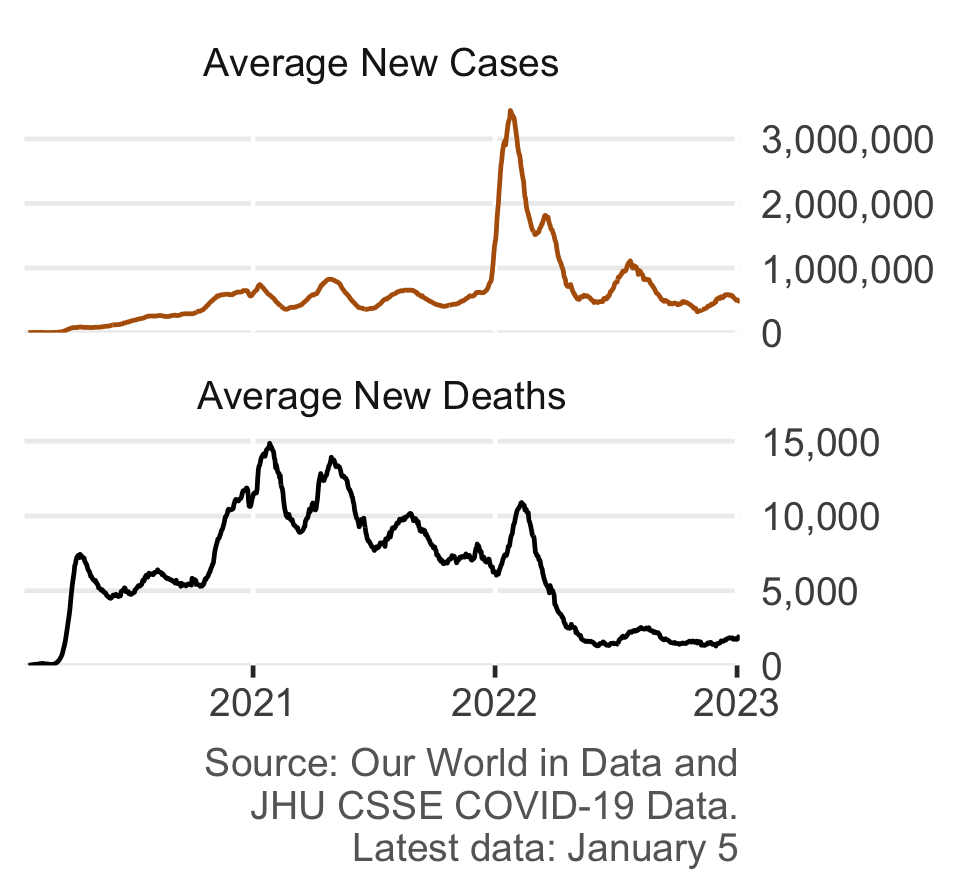 Average New Cases
3,000,000
2,000,000
1,000,000
0
Average New Deaths
15,000
10,000
5,000
0
2021 2022 2023
Source: Our World in Data and
JHU CSSE COVID-19 Data.
Latest data: January 5